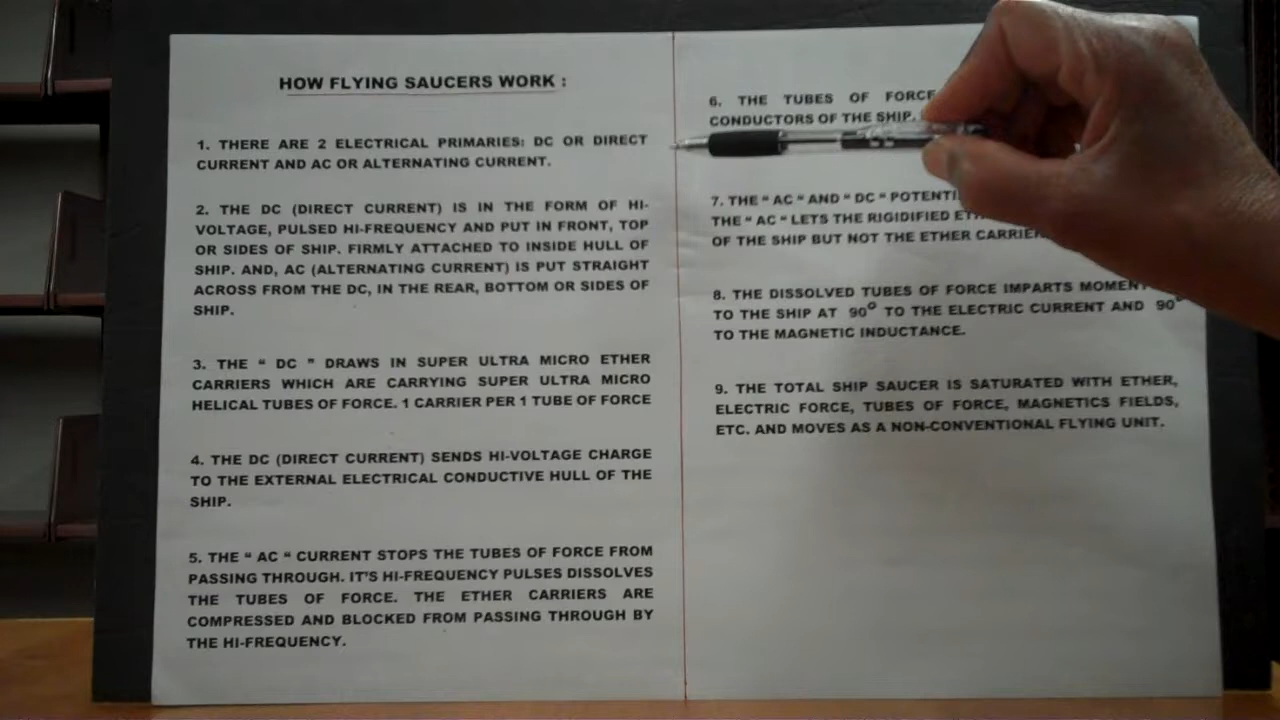 HOW FLYING SAUCERS WORK :
1. THERE ARE 2 ELECTRICAL PRIMARIES: DC OR DIRECT
CURRENT AND AC OR ALTERNATING CURRENT.
2. THE DC (DIRECT CURRENT) IS IN THE FORM OF HI-
VOLTAGE, PULSED HI-FREQUENCY AND PUT IN FRONT, TOP
OR SIDES OF SHIP. FIRMLY ATTACHED TO INSIDE HULL OF
SHIP. AND, AC (ALTERNATING CURRENT) IS PUT STRAIGHT
ACROSS FROM THE DC, IN THE REAR, BOTTOM OR SIDES OF
SHIP.
3. THE " DC " DRAWS IN SUPER ULTRA MICRO ETHER
CARRIERS WHICH ARE CARRYING SUPER ULTRA MICRO
HELICAL TUBES OF FORCE. 1 CARRIER PER 1 TUBE OF FORCE
4. THE DC (DIRECT CURRENT) SENDS HI-VOLTAGE CHARGE
TO THE EXTERNAL ELECTRICAL CONDUCTIVE HULL OF THE
SHIP.
5. THE " AC " CURRENT STOPS THE TUBES OF FORCE FROM
PASSING THROUGH. IT'S HI-FREQUENCY PULSES DISSOLVES
THE TUBES OF FORCE. THE ETHER CARRIERS ARE
COMPRESSED AND BLOCKED FROM PASSING THROUGH BY
THE HI-FREQUENCY.
6. THE TUBES OF FORCE
CONDUCTORS OF THE SHIP.
7. THE " AC " AND " DC "
THE " AC " LETS THE RIGIDIFIED
OF THE SHIP BUT NOT THE ETHER
8. THE DISSOLVED TUBES OF FORCE IMPARTS
TO THE SHIP AT 90° TO THE ELECTRIC CURRENT AND 90°
TO THE MAGNETIC INDUCTANCE.
9. THE TOTAL SHIP SAUCER IS SATURATED WITH ETHER,
ELECTRIC FORCE, TUBES OF FORCE, MAGNETICS FIELDS,
ETC. AND MOVES AS A NON-CONVENTIONAL FLYING UNIT.